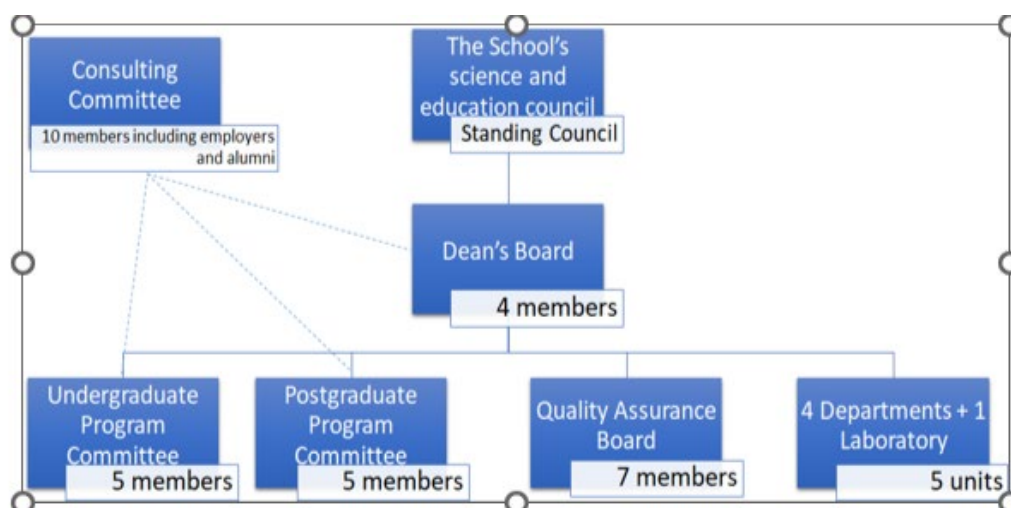 Consulting
Committee
10 members including employers
and alumni
The School's
science and
education council
Standing Council
Dean's Board
4 members
Undergraduate
Program
Committee
5 members
Postgraduate
Program
Committee
5 members
Quality Assurance
Board
7 members
4 Departments + 1
Laboratory
5 units